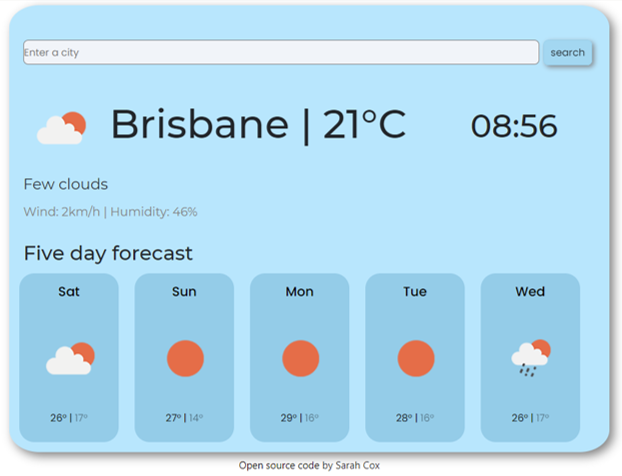 Enter a city
search
Brisbane | 21°C
08:56
Few clouds
Wind: 2km/h | Humidity: 46%
Five day forecast
Sat
Sun
Mon
Tue
Wed
26° | 17°
27° | 14°
29° | 16°
28° | 16°
26° | 17°
Open source code by Sarah Cox